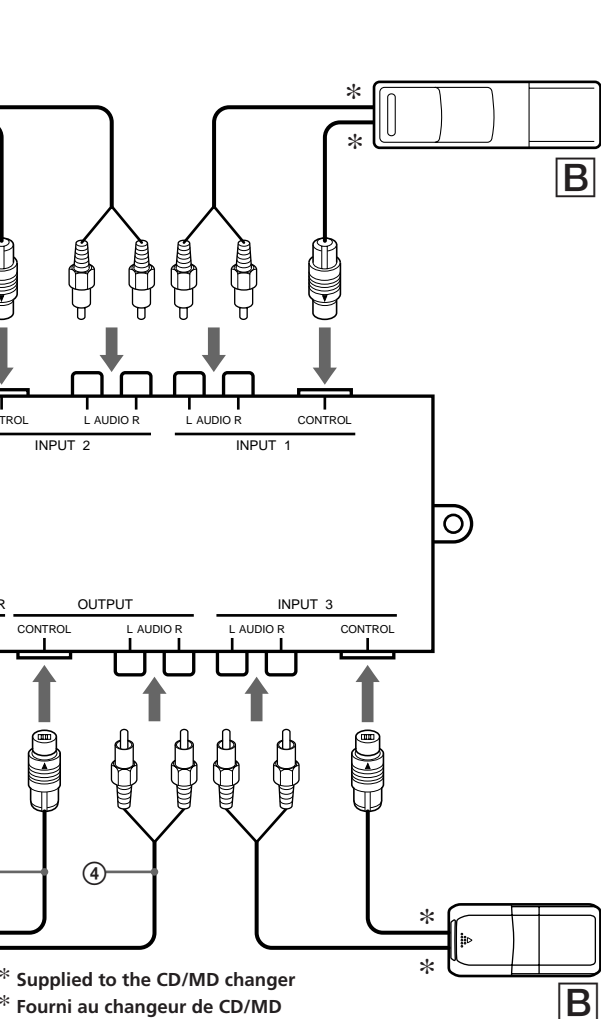 *
*
B
TROL L AUDIO R L AUDIO R CONTROL
INPUT 2 INPUT 1
R OUTPUT INPUT 3
CONTROL L AUDIO R L AUDIO R CONTROL
4
*
*
* Supplied to the CD/MD changer
* Fourni au changeur de CD/MD
B